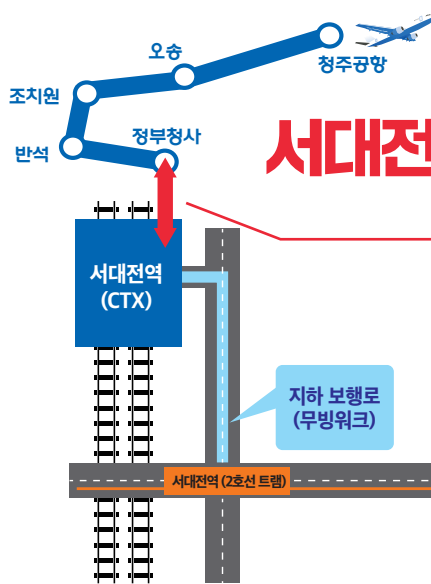 오송
청주공항
조치원
정부청사
반석
서대전
서대전역
(CTX)
지하 보행로
(무빙워크)
서대전역 (2호선 트램)